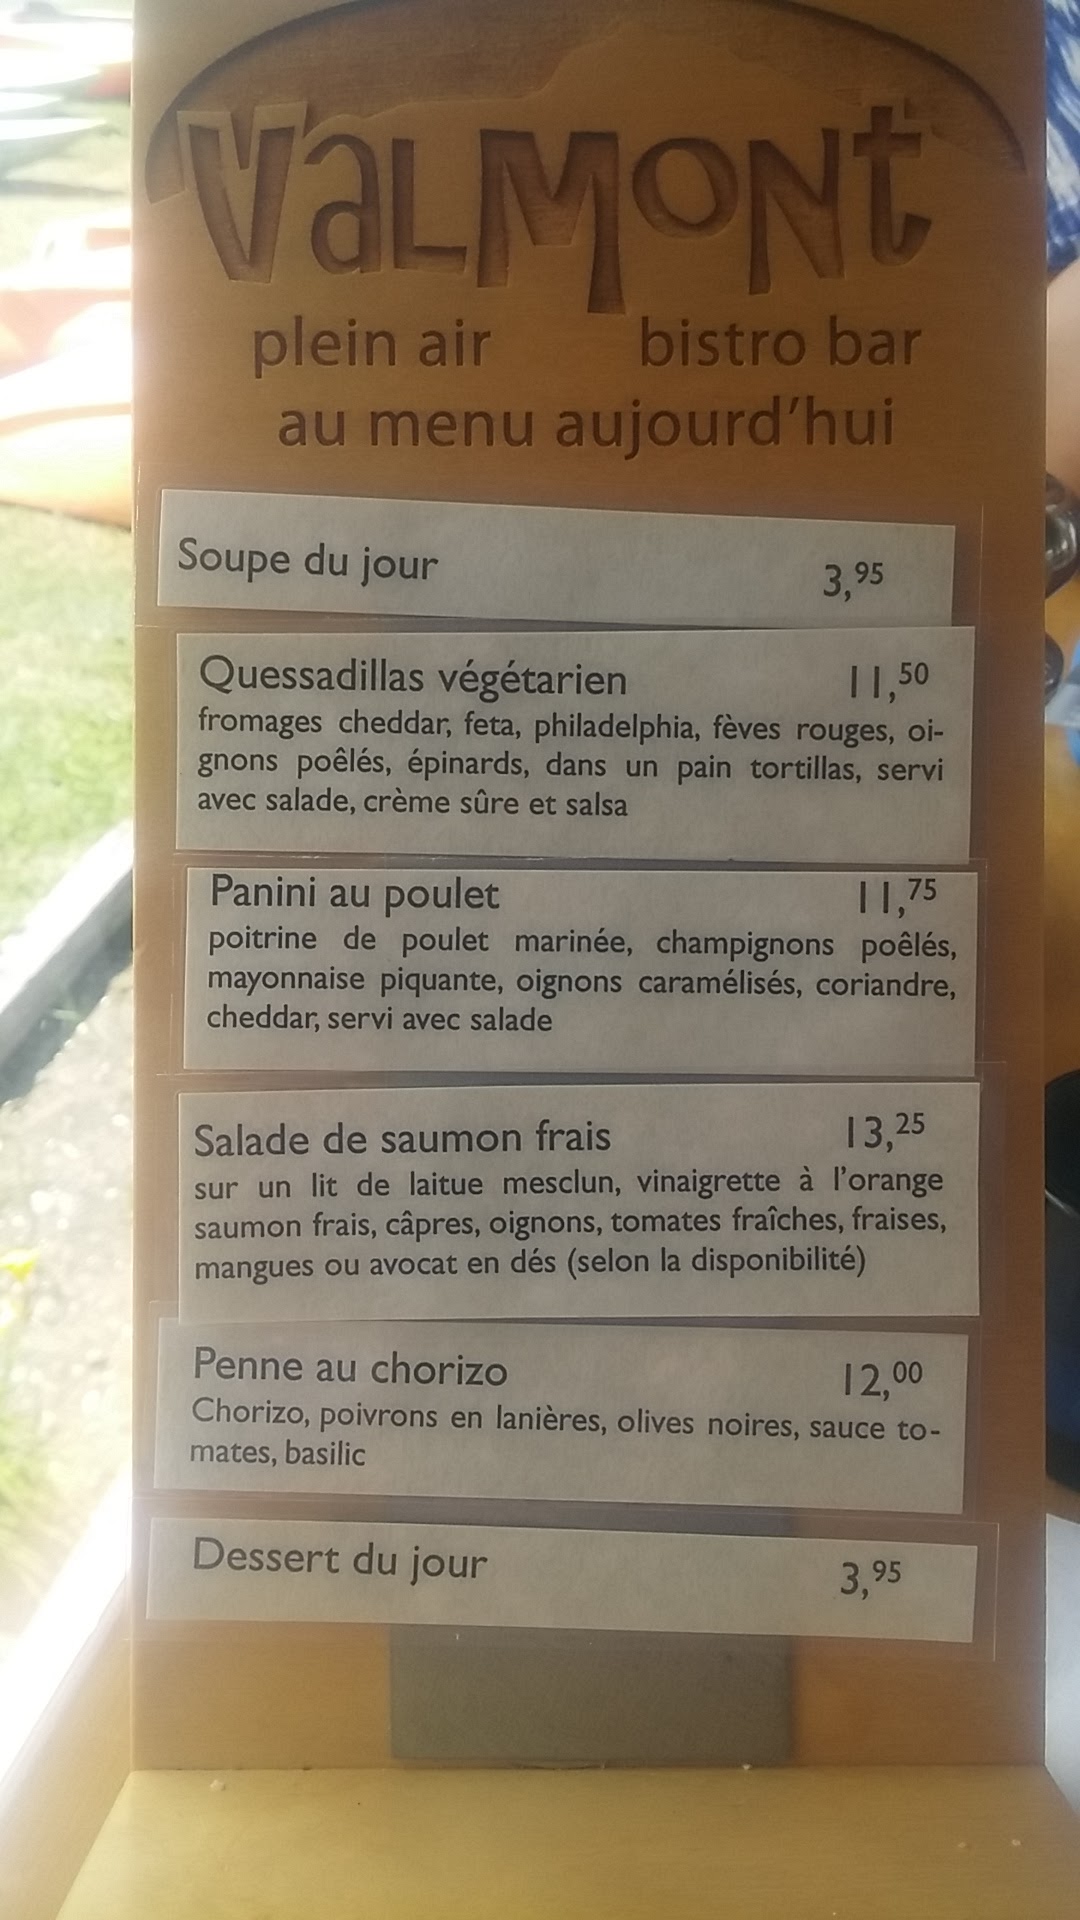 ValMoNt
plein air bistro bar
au menu aujourd'hui
Soupe du jour 3,95
Quessadillas végétarien 11,50
fromages cheddar, feta, philadelphia, fèves rouges, oi-
gnons poêlés, épinards, dans un pain tortillas, servi
avec salade, crème sûre et salsa
Panini au poulet 11,75
poitrine de poulet marinée, champignons poêlés,
mayonnaise piquante, oignons caramélisés, coriandre,
cheddar, servi avec salade
Salade de saumon frais 13,25
sur un lit de laitue mesclun, vinaigrette à l'orange
saumon frais, câpres, oignons, tomates fraîches, fraises,
mangues ou avocat en dés (selon la disponibilité)
Penne au chorizo 12,00
Chorizo, poivrons en lanières, olives noires, sauce to-
mates, basilic
Dessert du jour 3,95